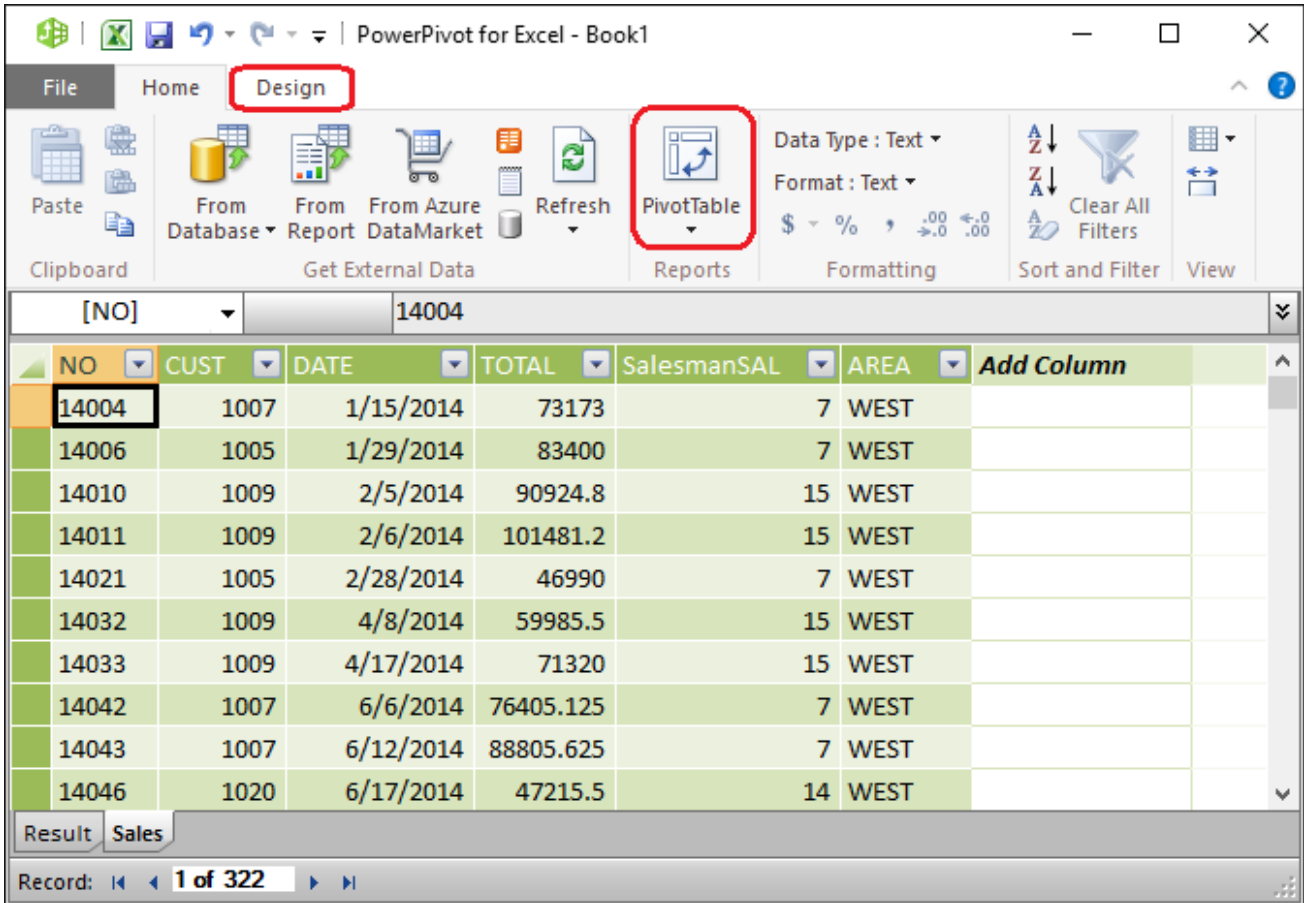 PowerPivot for Excel - Book1
File Home Design
Paste
From Database
From Report
From Azure DataMarket
Refresh
PivotTable
Data Type : Text
Format : Text
$ % , .00 .0 .0 .00
Clear All Filters
Clipboard Get External Data Reports Formatting Sort and Filter View
[NO] 14004
NO CUST DATE TOTAL SalesmanSAL AREA Add Column
14004 1007 1/15/2014 73173 7 WEST
14006 1005 1/29/2014 83400 7 WEST
14010 1009 2/5/2014 90924.8 15 WEST
14011 1009 2/6/2014 101481.2 15 WEST
14021 1005 2/28/2014 46990 7 WEST
14032 1009 4/8/2014 59985.5 15 WEST
14033 1009 4/17/2014 71320 15 WEST
14042 1007 6/6/2014 76405.125 7 WEST
14043 1007 6/12/2014 88805.625 7 WEST
14046 1020 6/17/2014 47215.5 14 WEST
Result Sales
Record: 1 of 322